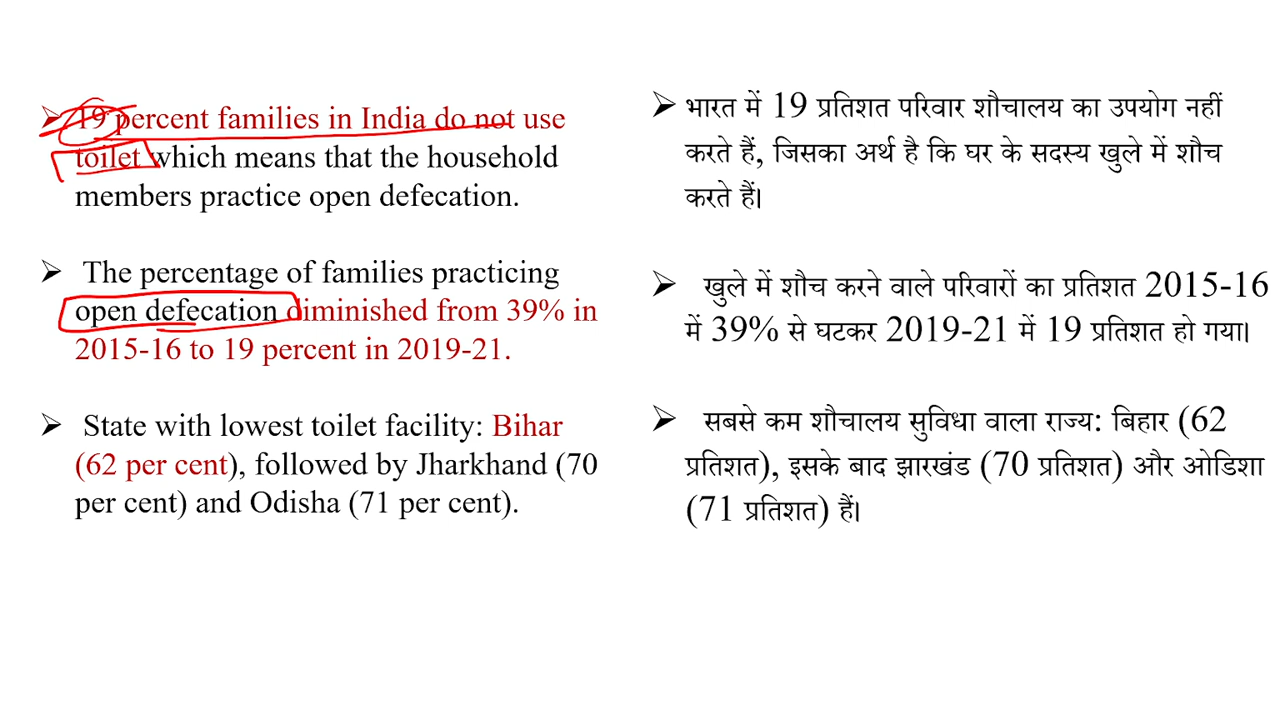 ➢ 19 percent families in India do not use
toilet which means that the household
members practice open defecation.
➢ The percentage of families practicing
open defecation diminished from 39% in
2015-16 to 19 percent in 2019-21.
➢ State with lowest toilet facility: Bihar
(62 per cent), followed by Jharkhand (70
per cent) and Odisha (71 per cent).
➢ भारत में 19 प्रतिशत परिवार शौचालय का उपयोग नहीं
करते हैं, जिसका अर्थ है कि घर के सदस्य खुले में शौच
करते हैं।
➢ खुले में शौच करने वाले परिवारों का प्रतिशत 2015-16
में 39% से घटकर 2019-21 में 19 प्रतिशत हो गया।
➢ सबसे कम शौचालय सुविधा वाला राज्य: बिहार (62
प्रतिशत), इसके बाद झारखंड (70 प्रतिशत) और ओडिशा
(71 प्रतिशत) हैं।